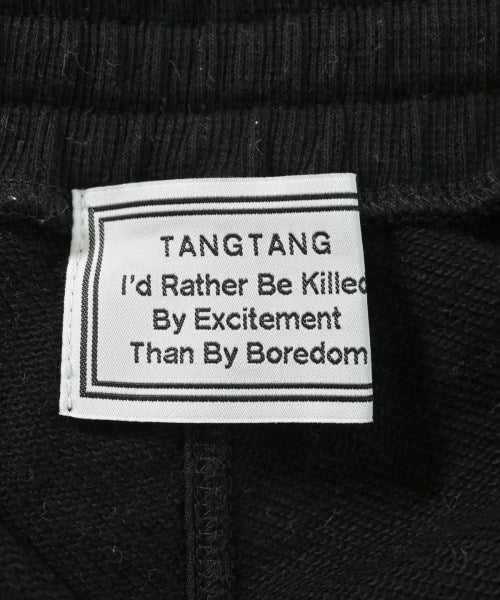 TANGTANG
I'd Rather Be Killed
By Excitement
Than By Boredom